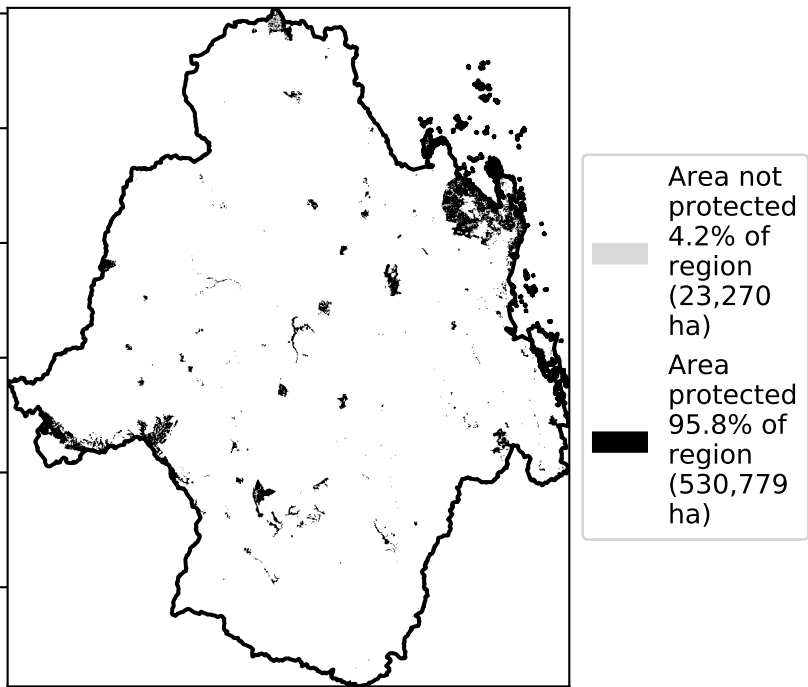 Area not
protected
4.2% of
region
(23,270
ha)
Area
protected
95.8% of
region
(530,779
ha)